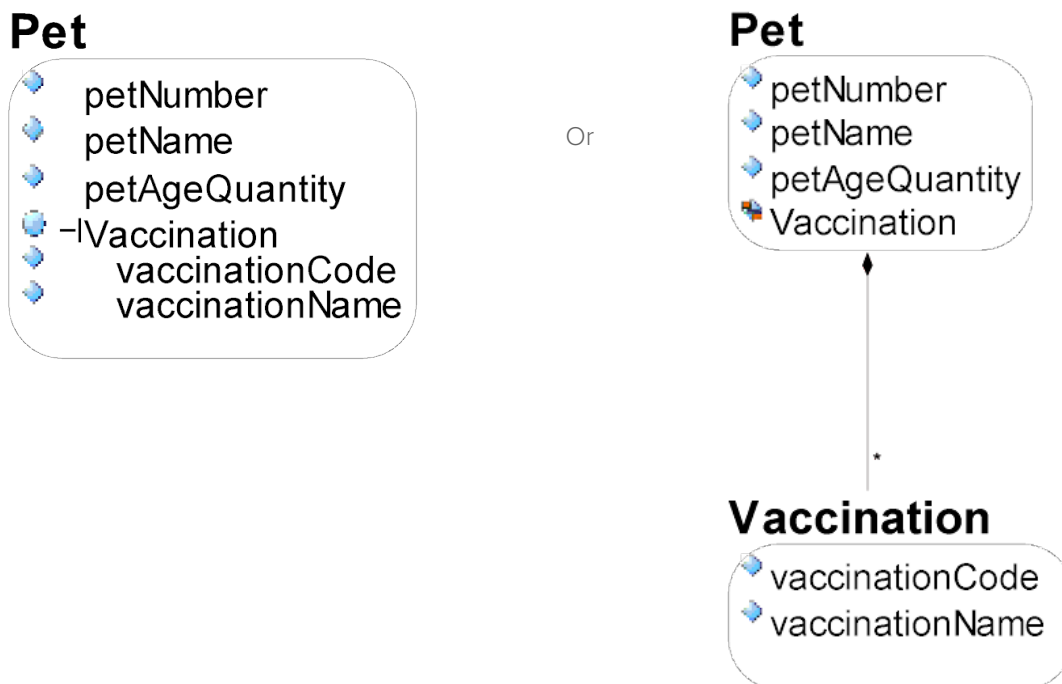 Pet
petNumber
petName
petAgeQuantity
Vaccination
vaccinationCode
vaccinationName
Or
Pet
petNumber
petName
petAgeQuantity
Vaccination
*
Vaccination
vaccinationCode
vaccinationName